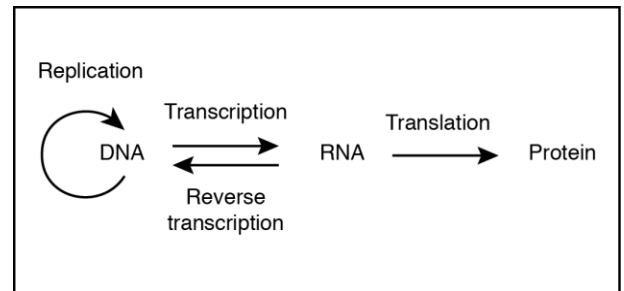 Replication
Transcription
Translation
DNA
RNA
Protein
Reverse
transcription